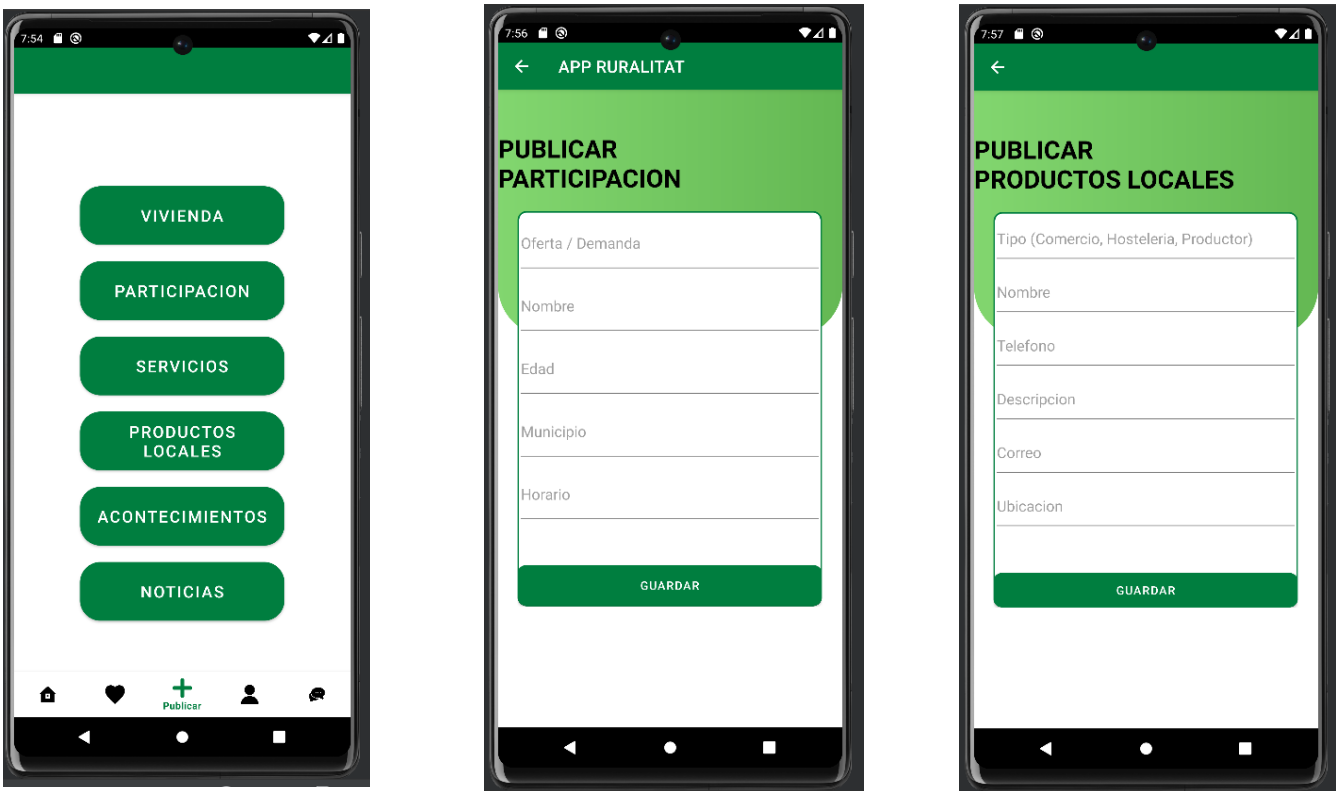 7:54
VIVIENDA
PARTICIPACION
SERVICIOS
PRODUCTOS
LOCALES
ACONTECIMIENTOS
NOTICIAS
Publicar
7:56
APP RURALITAT
PUBLICAR
PARTICIPACION
Oferta / Demanda
Nombre
Edad
Municipio
Horario
GUARDAR
7:57
PUBLICAR
PRODUCTOS LOCALES
Tipo (Comercio, Hosteleria, Productor)
Nombre
Telefono
Descripcion
Correo
Ubicacion
GUARDAR